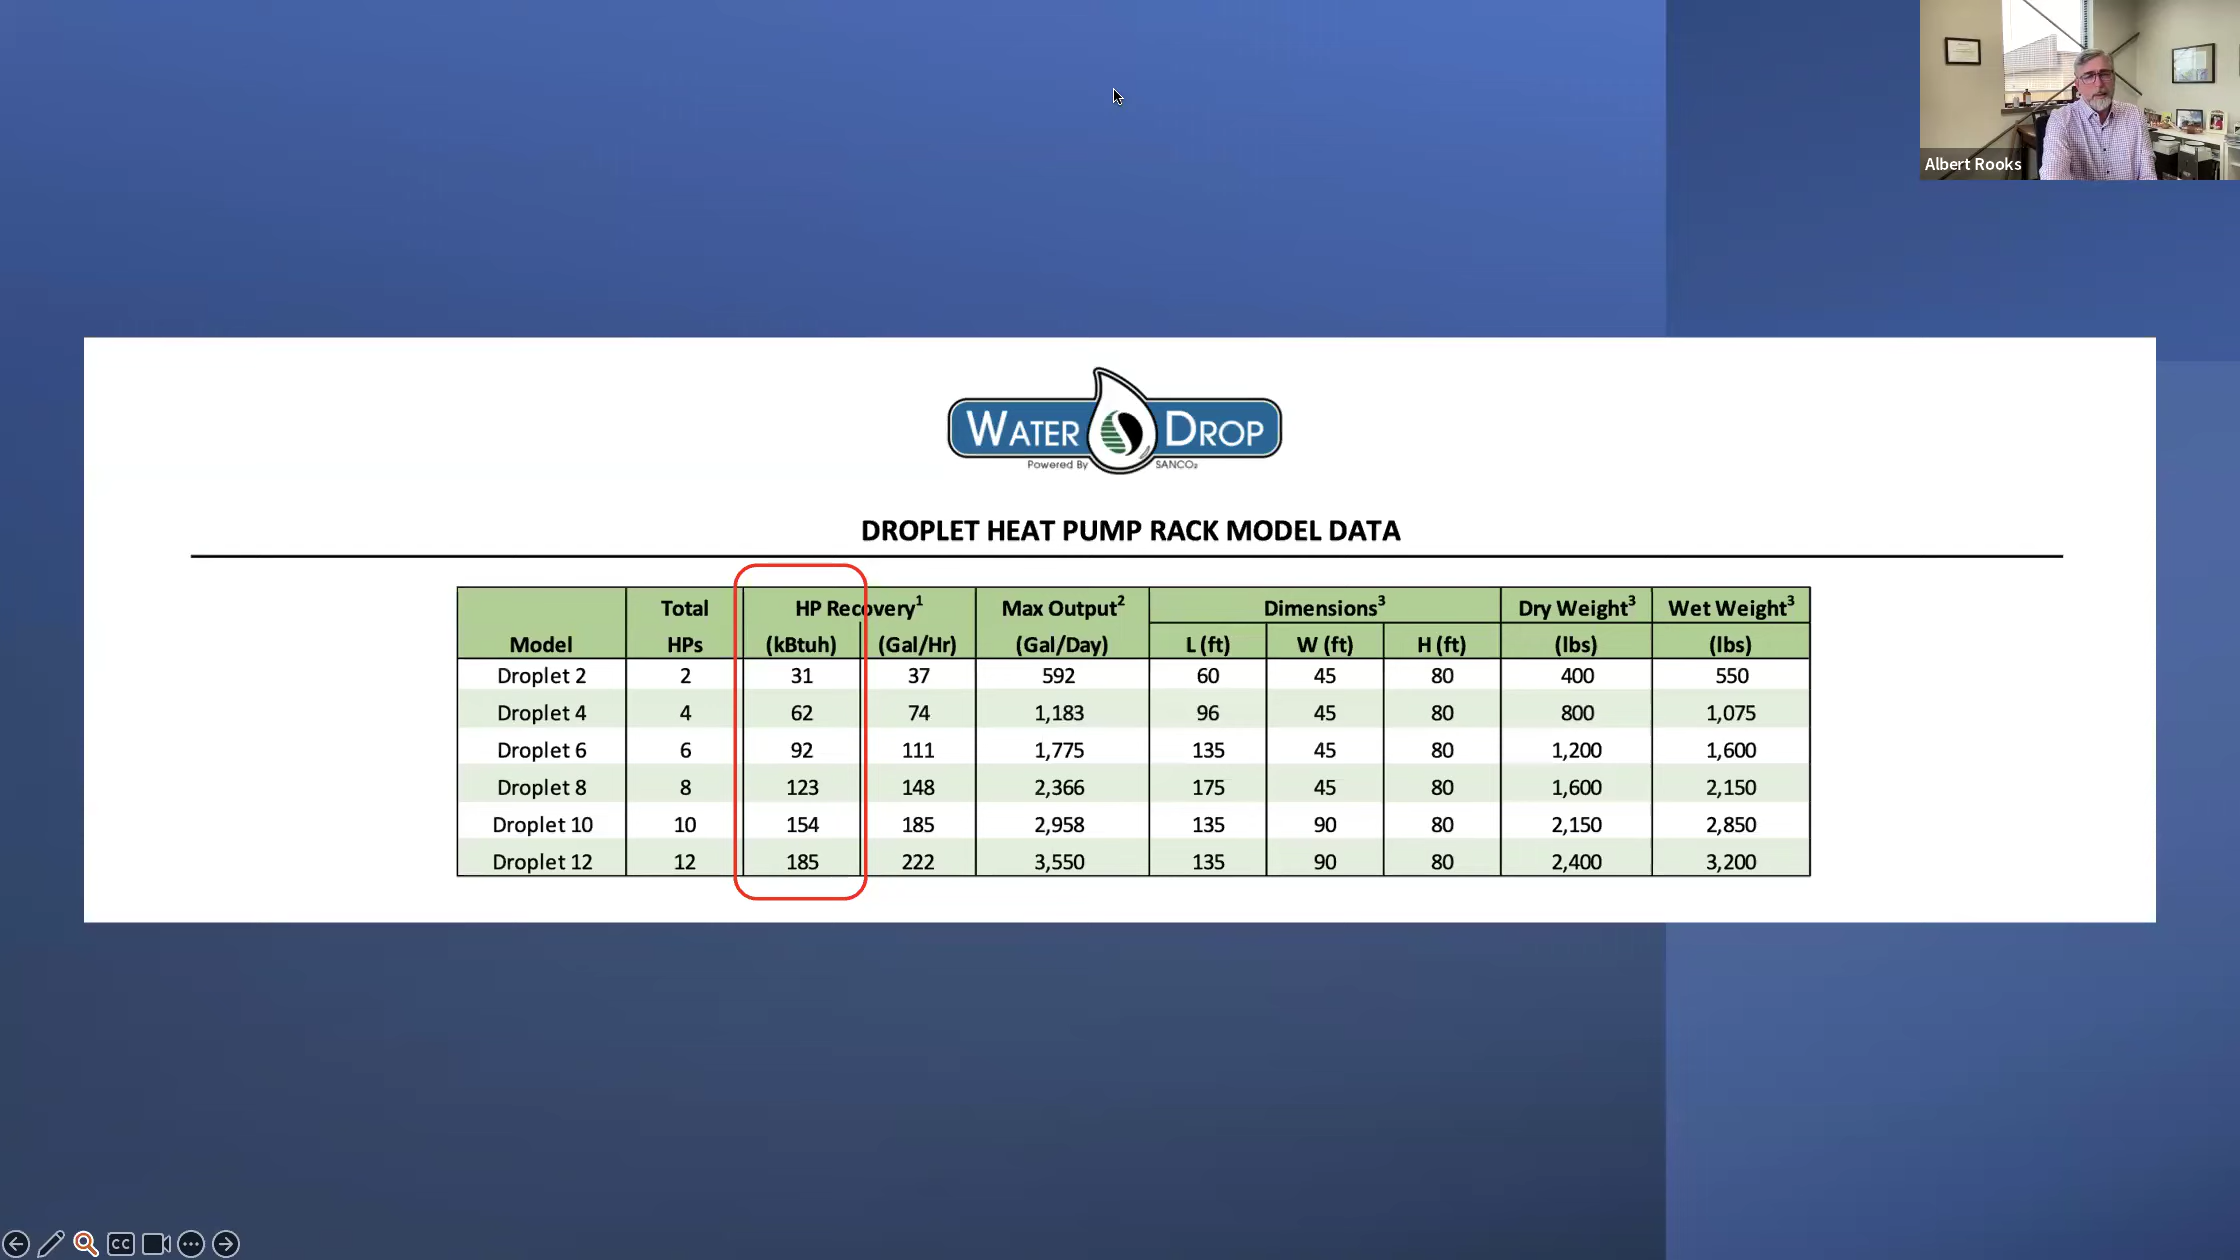 Albert Rooks
WATER DROP
Powered By SANCO₂
DROPLET HEAT PUMP RACK MODEL DATA
Total HP Recovery¹ Max Output² Dimensions³ Dry Weight³ Wet Weight³
Model HPs (kBtuh) (Gal/Hr) (Gal/Day) L (ft) W (ft) H (ft) (lbs) (lbs)
Droplet 2 2 31 37 592 60 45 80 400 550
Droplet 4 4 62 74 1,183 96 45 80 800 1,075
Droplet 6 6 92 111 1,775 135 45 80 1,200 1,600
Droplet 8 8 123 148 2,366 175 45 80 1,600 2,150
Droplet 10 10 154 185 2,958 135 90 80 2,150 2,850
Droplet 12 12 185 222 3,550 135 90 80 2,400 3,200
CC